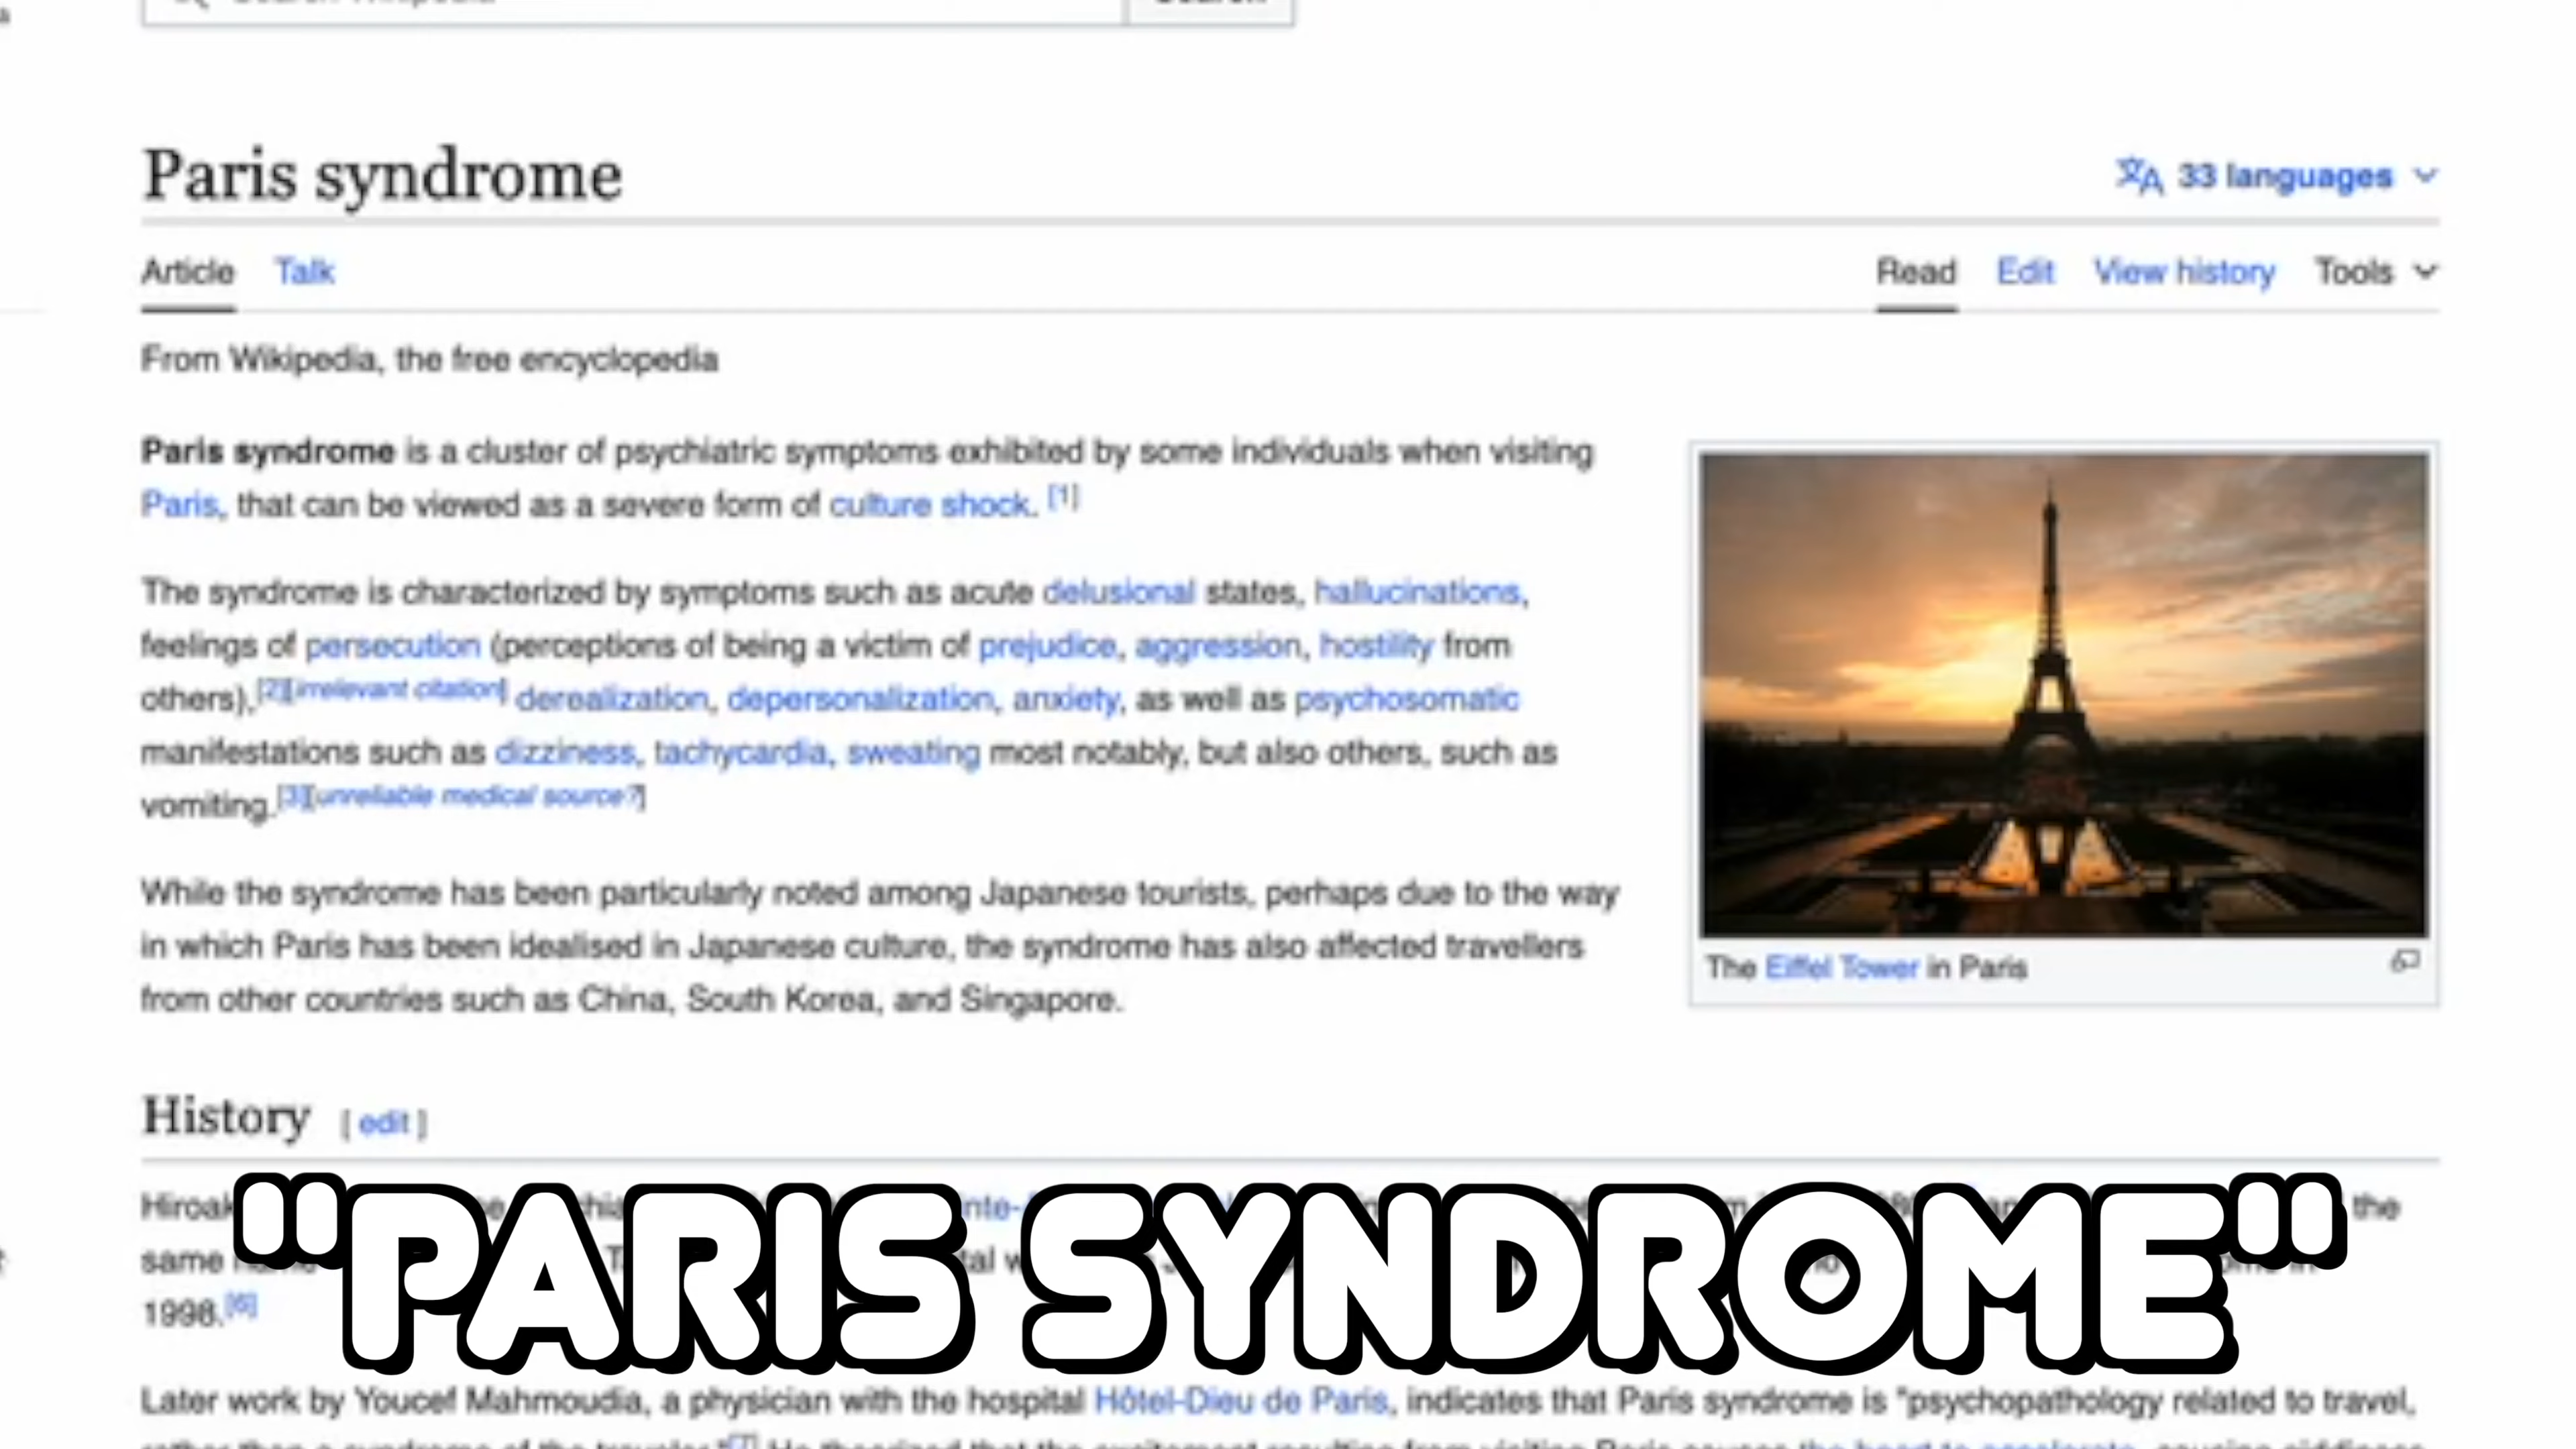 Paris syndrome
33 languages
Article Talk Read Edit View history Tools
From Wikipedia, the free encyclopedia
Paris syndrome is a cluster of psychiatric symptoms exhibited by some individuals when visiting
Paris, that can be viewed as a severe form of culture shock. [1]
The syndrome is characterized by symptoms such as acute delusional states, hallucinations,
feelings of persecution (perceptions of being a victim of prejudice, aggression, hostility from
others),[2][irrelevant citation] derealization, depersonalization, anxiety, as well as psychosomatic
manifestations such as dizziness, tachycardia, sweating most notably, but also others, such as
vomiting.[3][unreliable medical source?]
While the syndrome has been particularly noted among Japanese tourists, perhaps due to the way
in which Paris has been idealised in Japanese culture, the syndrome has also affected travellers
from other countries such as China, South Korea, and Singapore.
The Eiffel Tower in Paris
History [ edit ]
the
same
1998.[6]
"PARIS SYNDROME"
Later work by Youcef Mahmoudia, a physician with the hospital Hôtel-Dieu de Paris, indicates that Paris syndrome is "psychopathology related to travel,